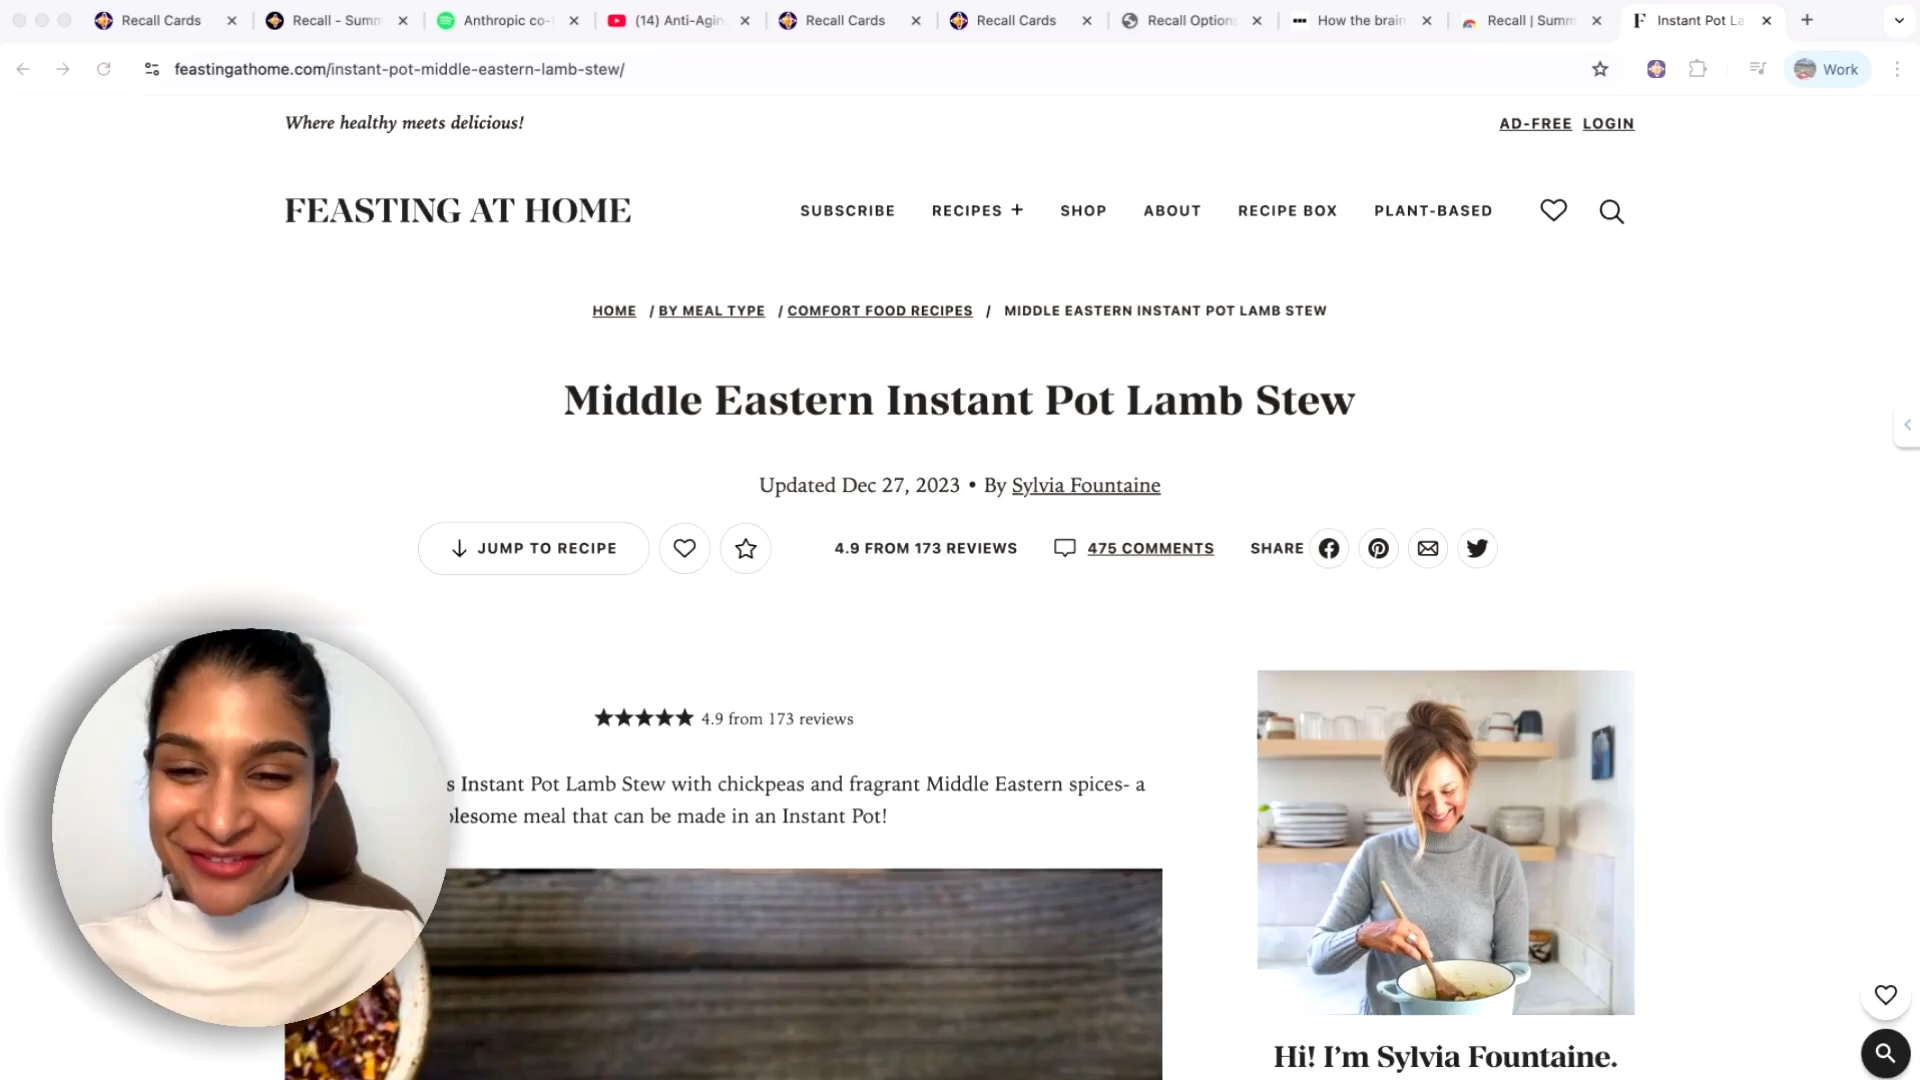 Recall Cards
Recall - Summ
Anthropic co-
(14) Anti-Agin
Recall Cards
Recall Cards
Recall Options
How the brain
Recall | Summ
Instant Pot La
feastingathome.com/instant-pot-middle-eastern-lamb-stew/
Work
Where healthy meets delicious!
AD-FREE LOGIN
FEASTING AT HOME
SUBSCRIBE
RECIPES +
SHOP
ABOUT
RECIPE BOX
PLANT-BASED
HOME / BY MEAL TYPE / COMFORT FOOD RECIPES / MIDDLE EASTERN INSTANT POT LAMB STEW
Middle Eastern Instant Pot Lamb Stew
Updated Dec 27, 2023 • By Sylvia Fountaine
JUMP TO RECIPE
4.9 FROM 173 REVIEWS
475 COMMENTS
SHARE
4.9 from 173 reviews
s Instant Pot Lamb Stew with chickpeas and fragrant Middle Eastern spices- a
lesome meal that can be made in an Instant Pot!
Hi! I'm Sylvia Fountaine.